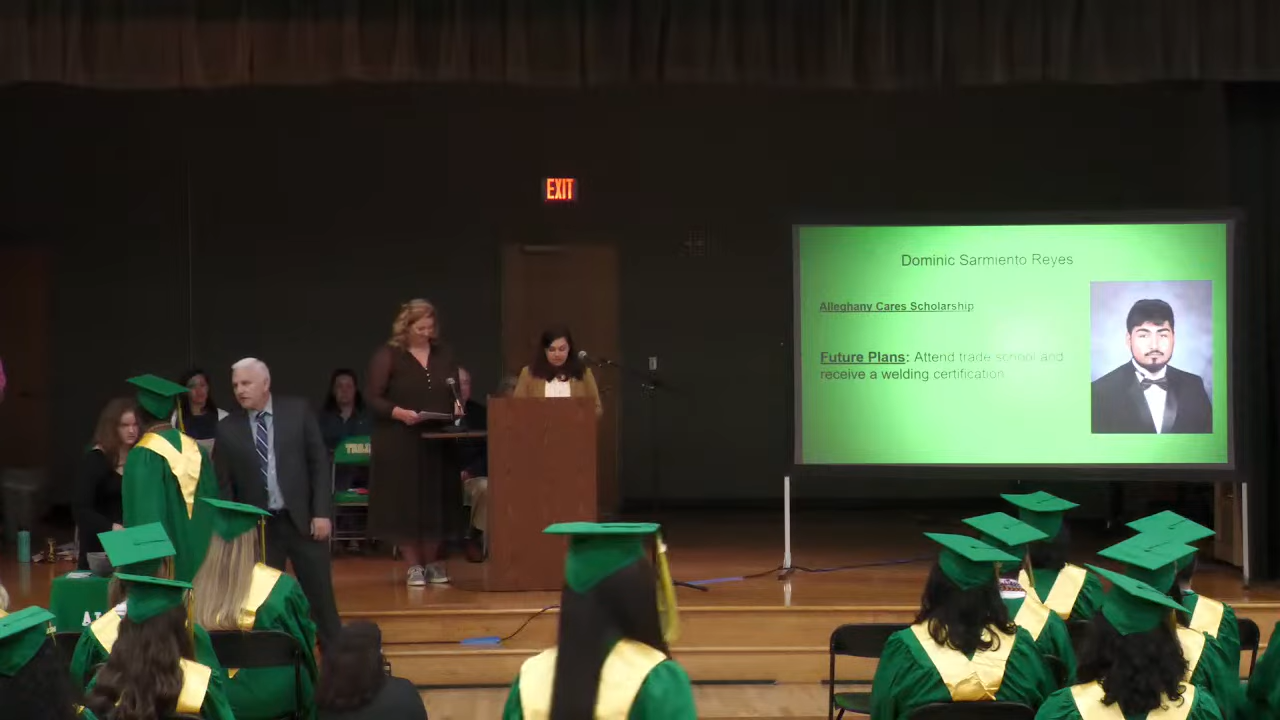 EXIT
Dominic Sarmiento Reyes
Alleghany Cares Scholarship
Future Plans: Attend trade school and
receive a welding certification